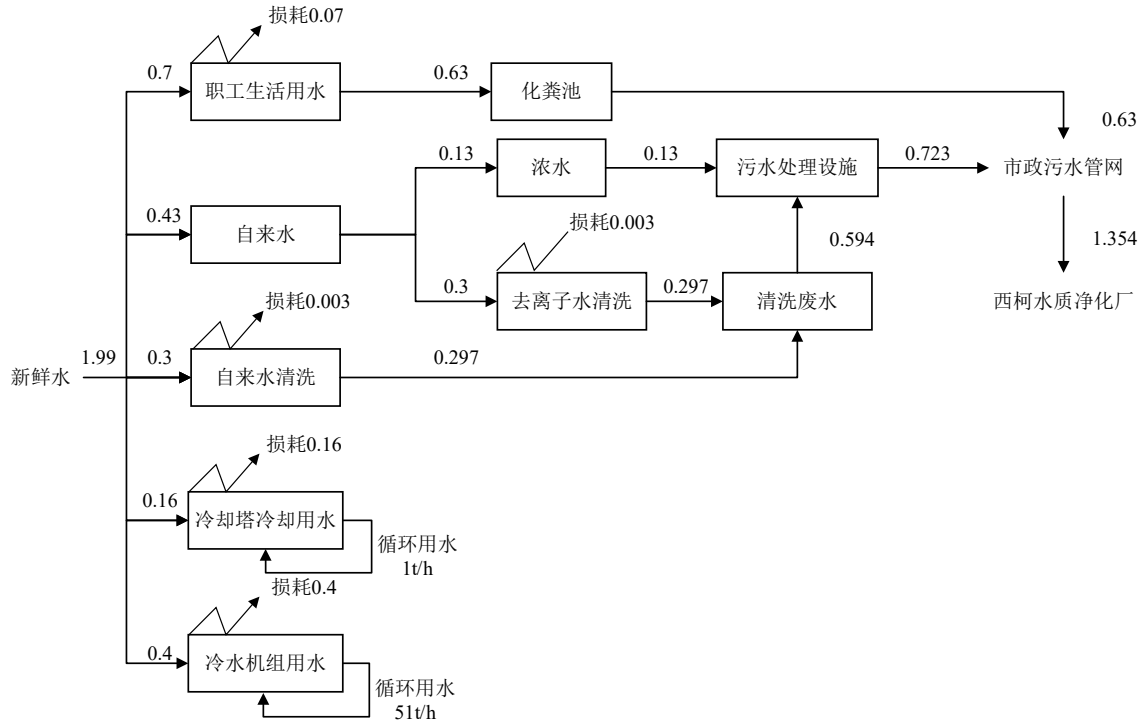 损耗0.07
0.7
职工生活用水
0.63
化粪池
0.63
0.13
浓水
0.13
污水处理设施
0.723
市政污水管网
0.43
自来水
损耗0.003
0.594
1.354
0.3
去离子水清洗
0.297
清洗废水
西柯水质净化厂
损耗0.003
新鲜水
1.99
0.3
自来水清洗
0.297
损耗0.16
0.16
冷却塔冷却用水
循环用水
1t/h
损耗0.4
0.4
冷水机组用水
循环用水
51t/h